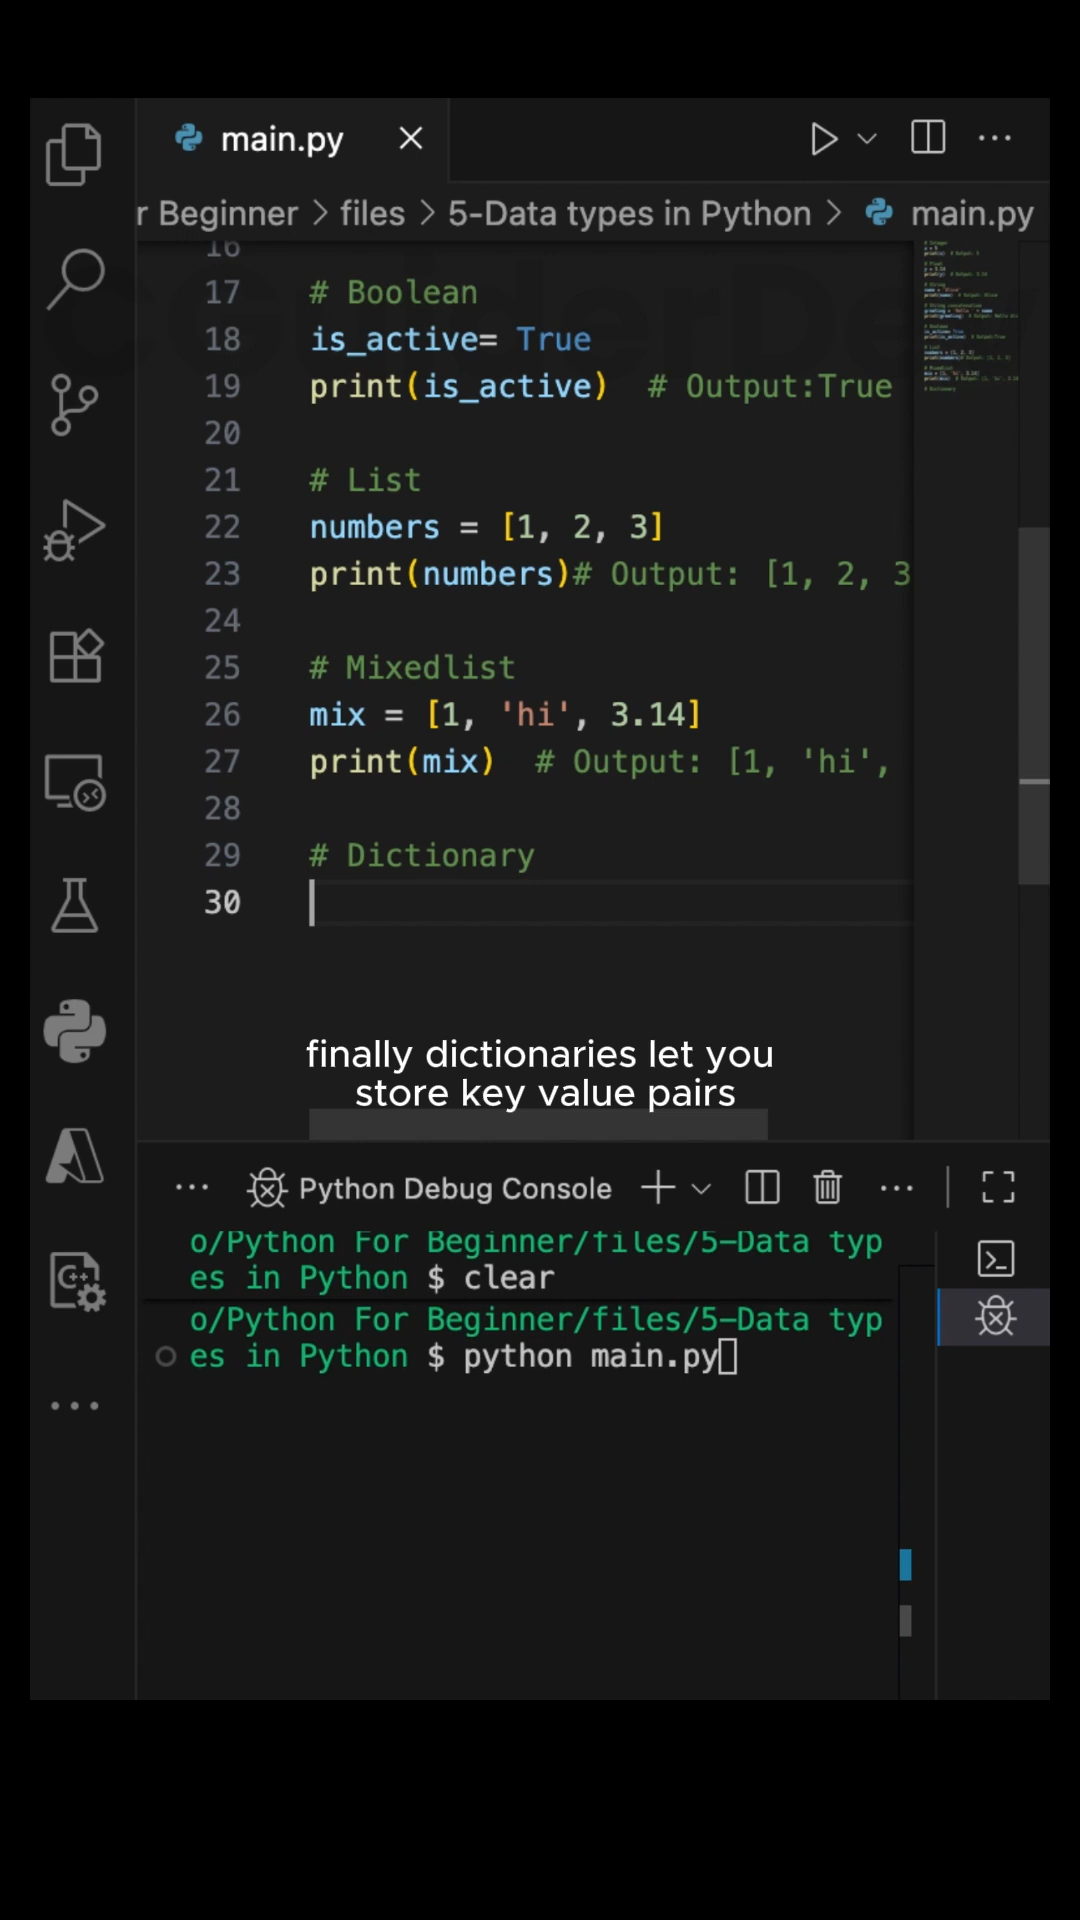 main.py
r Beginner > files > 5-Data types in Python > main.py
16
17 # Boolean
18 is_active= True
19 print(is_active)  # Output:True
20
21 # List
22 numbers = [1, 2, 3]
23 print(numbers)# Output: [1, 2, 3
24
25 # Mixedlist
26 mix = [1, 'hi', 3.14]
27 print(mix)  # Output: [1, 'hi',
28
29 # Dictionary
30
finally dictionaries let you
store key value pairs
Python Debug Console
o/Python For Beginner/files/5-Data typ
es in Python $ clear
o/Python For Beginner/files/5-Data typ
es in Python $ python main.py